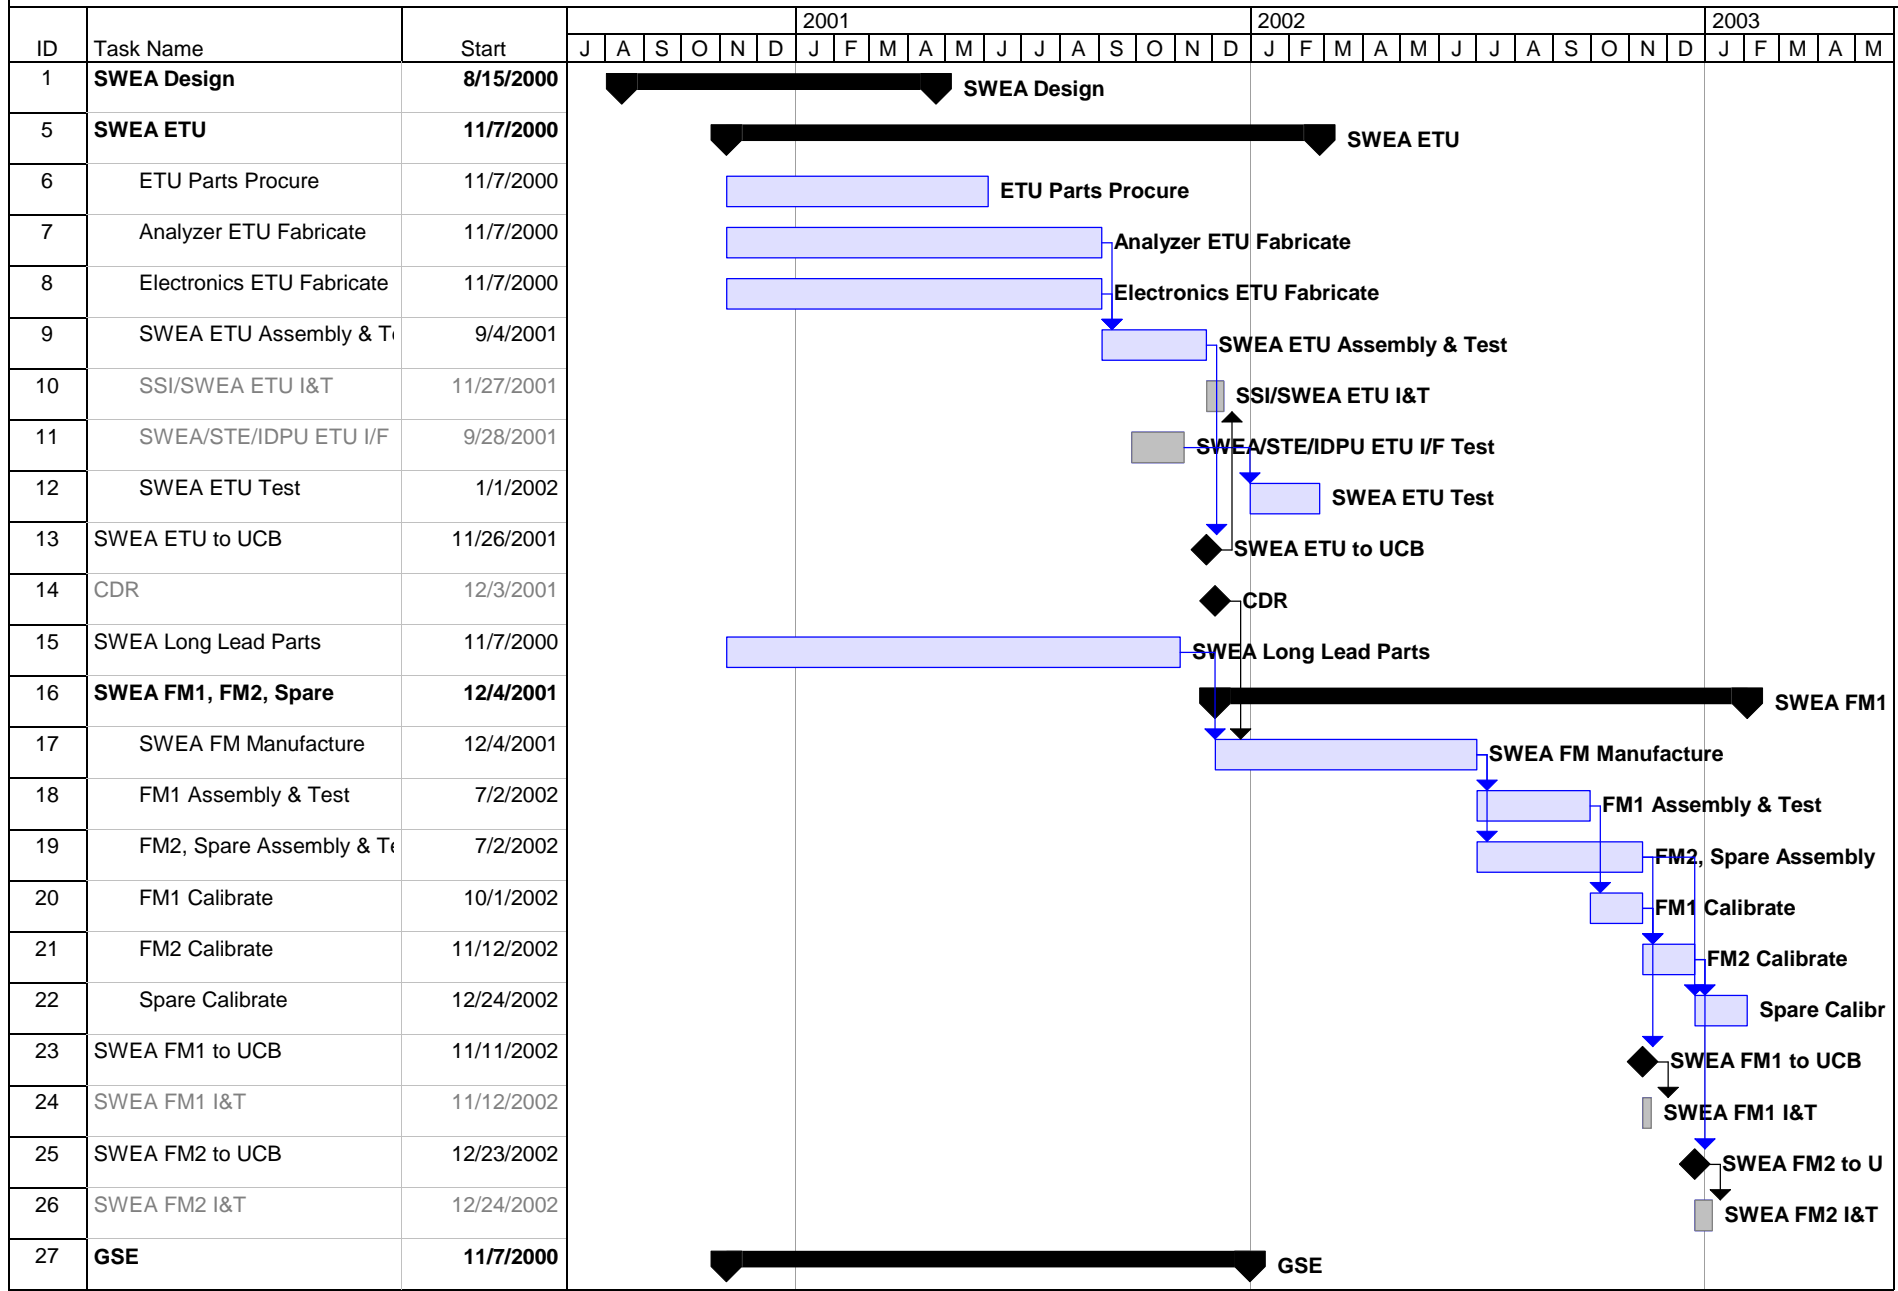 2001 2002 2003
ID Task Name Start J A S O N D J F M A M J J A S O N D J F M A M J J A S O N D J F M A M
1 SWEA Design 8/15/2000 SWEA Design
5 SWEA ETU 11/7/2000 SWEA ETU
6 ETU Parts Procure 11/7/2000 ETU Parts Procure
7 Analyzer ETU Fabricate 11/7/2000 Analyzer ETU Fabricate
8 Electronics ETU Fabricate 11/7/2000 Electronics ETU Fabricate
9 SWEA ETU Assembly & Te 9/4/2001 SWEA ETU Assembly & Test
10 SSI/SWEA ETU I&T 11/27/2001 SSI/SWEA ETU I&T
11 SWEA/STE/IDPU ETU I/F 9/28/2001 SWEA/STE/IDPU ETU I/F Test
12 SWEA ETU Test 1/1/2002 SWEA ETU Test
13 SWEA ETU to UCB 11/26/2001 SWEA ETU to UCB
14 CDR 12/3/2001 CDR
15 SWEA Long Lead Parts 11/7/2000 SWEA Long Lead Parts
16 SWEA FM1, FM2, Spare 12/4/2001 SWEA FM1
17 SWEA FM Manufacture 12/4/2001 SWEA FM Manufacture
18 FM1 Assembly & Test 7/2/2002 FM1 Assembly & Test
19 FM2, Spare Assembly & Te 7/2/2002 FM2, Spare Assembly
20 FM1 Calibrate 10/1/2002 FM1 Calibrate
21 FM2 Calibrate 11/12/2002 FM2 Calibrate
22 Spare Calibrate 12/24/2002 Spare Calibr
23 SWEA FM1 to UCB 11/11/2002 SWEA FM1 to UCB
24 SWEA FM1 I&T 11/12/2002 SWEA FM1 I&T
25 SWEA FM2 to UCB 12/23/2002 SWEA FM2 to U
26 SWEA FM2 I&T 12/24/2002 SWEA FM2 I&T
27 GSE 11/7/2000 GSE